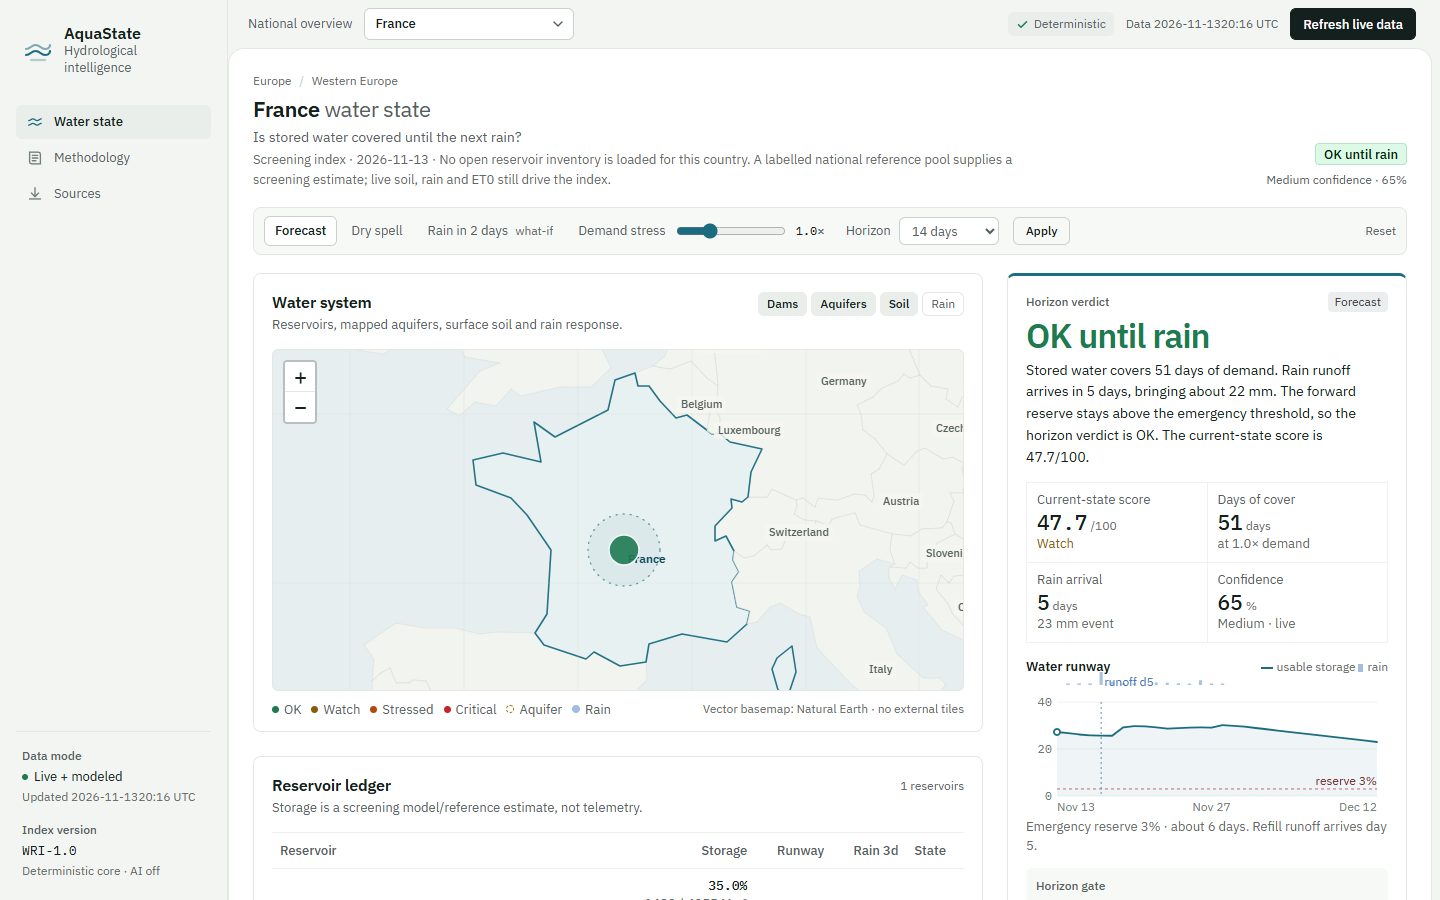 AquaState
Hydrological
intelligence
Water state
Methodology
Sources
Data mode
Live + modeled
Updated 2026-11-1320:16 UTC
Index version
WRI-1.0
Deterministic core · AI off
National overview
France
Deterministic
Data 2026-11-1320:16 UTC
Refresh live data
Europe / Western Europe
France water state
Is stored water covered until the next rain?
Screening index · 2026-11-13 · No open reservoir inventory is loaded for this country. A labelled national reference pool supplies a
screening estimate; live soil, rain and ET0 still drive the index.
OK until rain
Medium confidence · 65%
Forecast
Dry spell
Rain in 2 days what-if
Demand stress
1.0×
Horizon
14 days
Apply
Reset
Water system
Reservoirs, mapped aquifers, surface soil and rain response.
Dams
Aquifers
Soil
Rain
+
−
Germany
Belgium
Luxembourg
Czech
Austria
Switzerland
Sloveni
France
Italy
OK
Watch
Stressed
Critical
Aquifer
Rain
Vector basemap: Natural Earth · no external tiles
Reservoir ledger
1 reservoirs
Storage is a screening model/reference estimate, not telemetry.
Reservoir
Storage
Runway
Rain 3d
State
35.0%
Horizon verdict
Forecast
OK until rain
Stored water covers 51 days of demand. Rain runoff
arrives in 5 days, bringing about 22 mm. The forward
reserve stays above the emergency threshold, so the
horizon verdict is OK. The current-state score is
47.7/100.
Current-state score
47.7 /100
Watch
Days of cover
51 days
at 1.0× demand
Rain arrival
5 days
23 mm event
Confidence
65 %
Medium · live
Water runway
usable storage
rain
runoff d5
40
20
0
reserve 3%
Nov 13
Nov 27
Dec 12
Emergency reserve 3% · about 6 days. Refill runoff arrives day
5.
Horizon gate